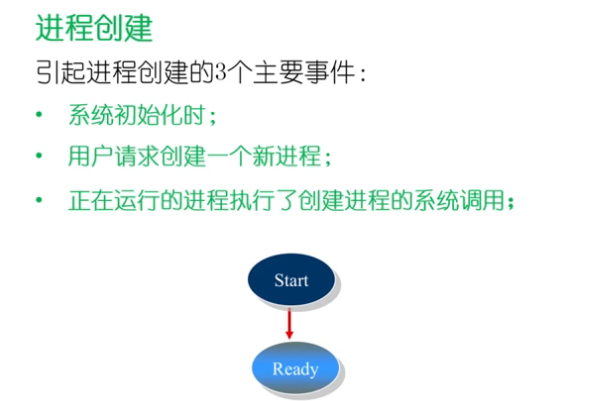 进程创建
引起进程创建的3个主要事件：
• 系统初始化时；
• 用户请求创建一个新进程；
• 正在运行的进程执行了创建进程的系统调用；
Start
Ready